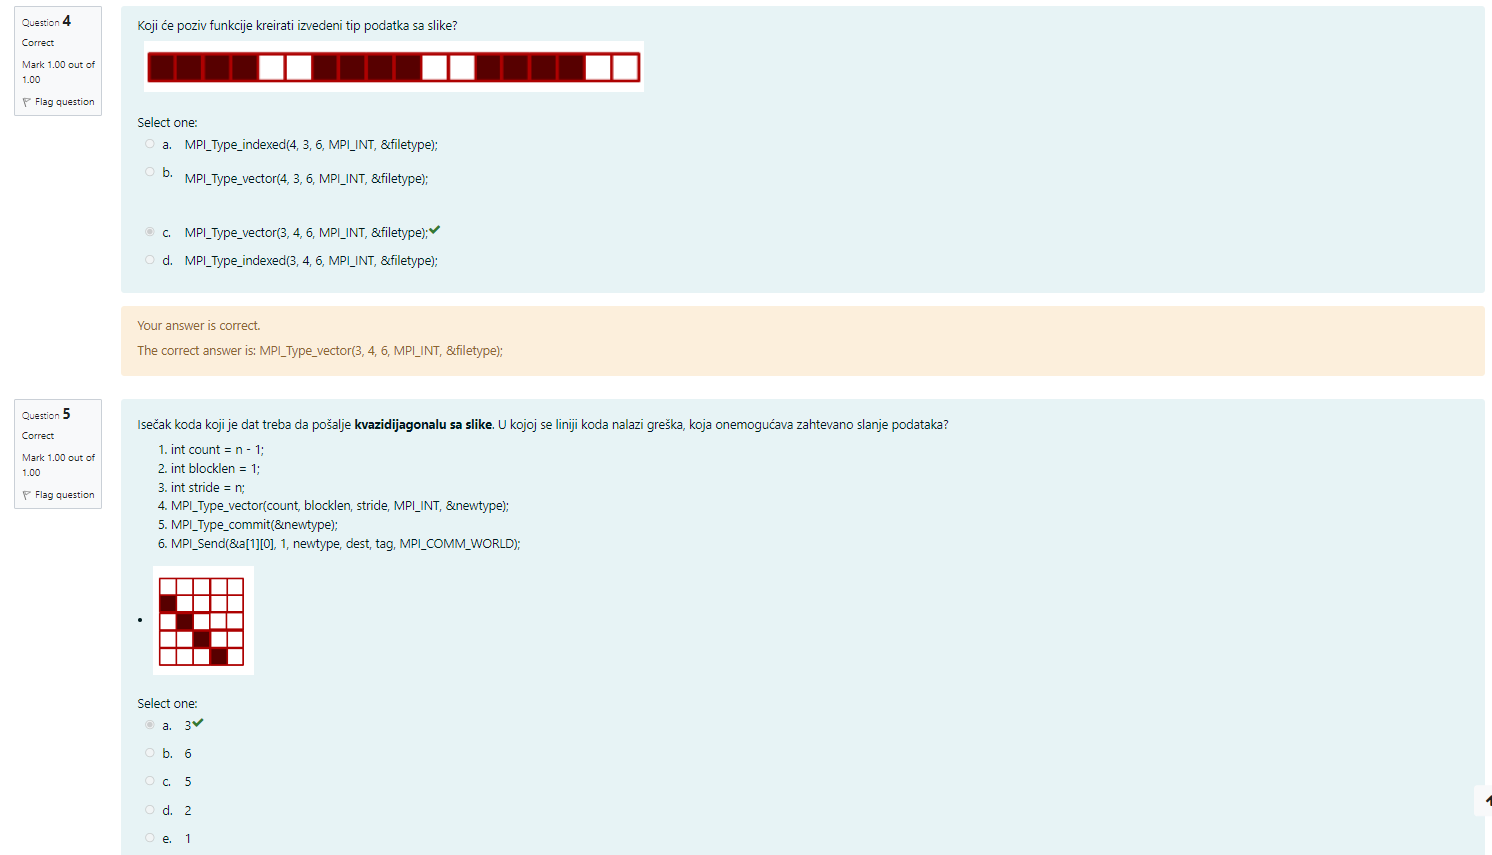 Question 4
Correct
Mark 1.00 out of
1.00
Flag question
Koji će poziv funkcije kreirati izvedeni tip podatka sa slike?
Select one:
a. MPI_Type_indexed(4, 3, 6, MPI_INT, &filetype);
b. MPI_Type_vector(4, 3, 6, MPI_INT, &filetype);
c. MPI_Type_vector(3, 4, 6, MPI_INT, &filetype);
d. MPI_Type_indexed(3, 4, 6, MPI_INT, &filetype);
Your answer is correct.
The correct answer is: MPI_Type_vector(3, 4, 6, MPI_INT, &filetype);
Question 5
Correct
Mark 1.00 out of
1.00
Flag question
Isečak koda koji je dat treba da pošalje kvazidijagonalu sa slike. U kojoj se liniji koda nalazi greška, koja onemogućava zahtevano slanje podataka?
1. int count = n - 1;
2. int blocklen = 1;
3. int stride = n;
4. MPI_Type_vector(count, blocklen, stride, MPI_INT, &newtype);
5. MPI_Type_commit(&newtype);
6. MPI_Send(&a[1][0], 1, newtype, dest, tag, MPI_COMM_WORLD);
Select one:
a. 3
b. 6
c. 5
d. 2
e. 1